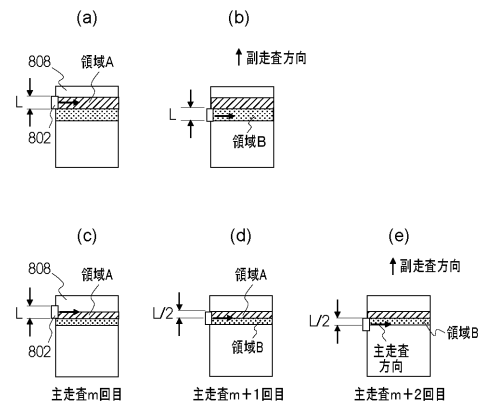 (a)
(b)
808
領域A
↑副走査方向
L
L
802
領域B
(c)
(d)
(e)
808
領域A
領域A
↑副走査方向
L
L/2
L/2
802
領域B
主走査
方向
領域B
主走査m回目
主走査m+1回目
主走査m+2回目